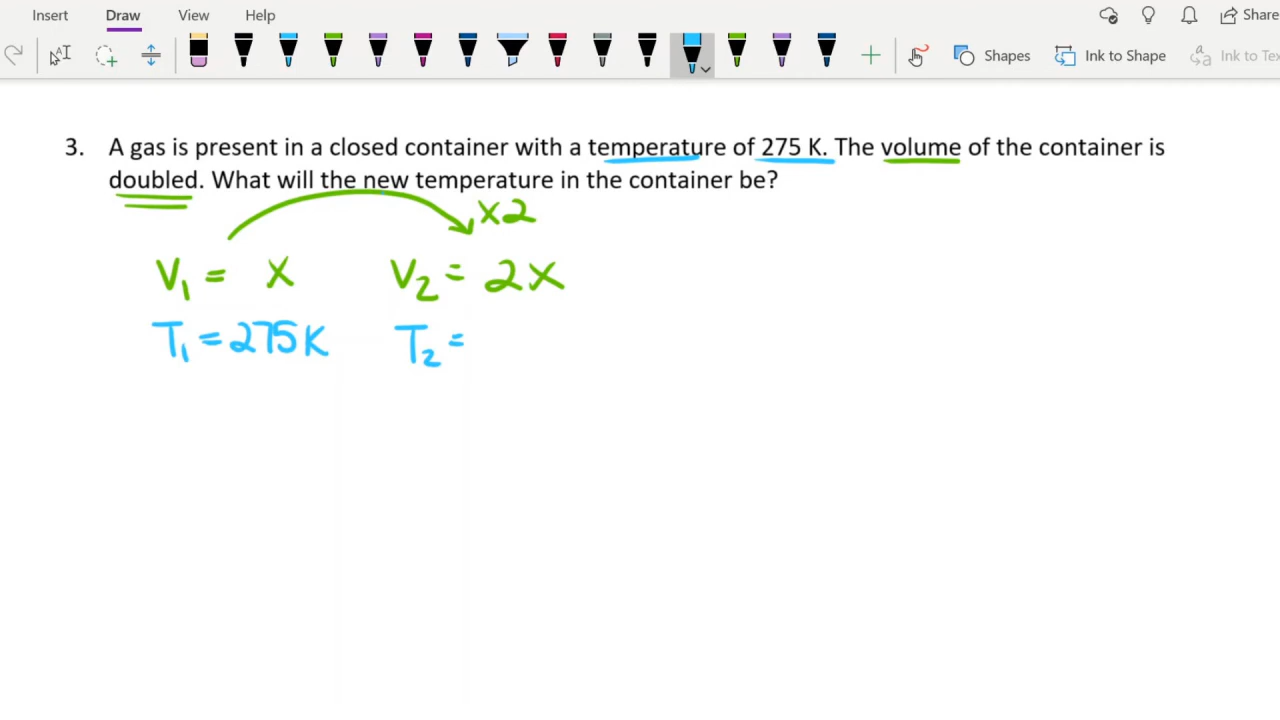 Insert Draw View Help Share
Shapes Ink to Shape Ink to Tex
3. A gas is present in a closed container with a temperature of 275 K. The volume of the container is
doubled. What will the new temperature in the container be?
x2
V₁ = x V₂ = 2x
T₁ = 275K T₂ =